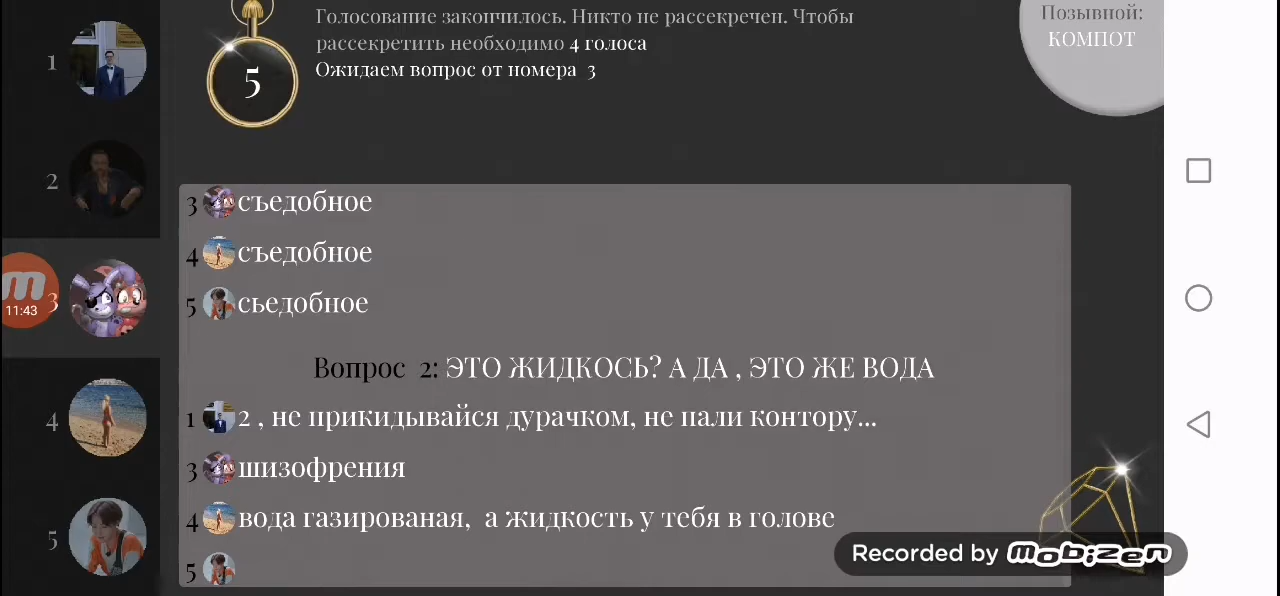 Голосование закончилось. Никто не рассекречен. Чтобы
рассекретить необходимо 4 голоса
Ожидаем вопрос от номера 3
5
Позывной:
КОМПОТ
1
2
3
11:43
4
5
3 съедобное
4 съедобное
5 сьедобное
Вопрос 2: ЭТО ЖИДКОСЬ? А ДА , ЭТО ЖЕ ВОДА
1 2 , не прикидывайся дурачком, не пали контору...
3 шизофрения
4 вода газированая, а жидкость у тебя в голове
5
Recorded by mobizen